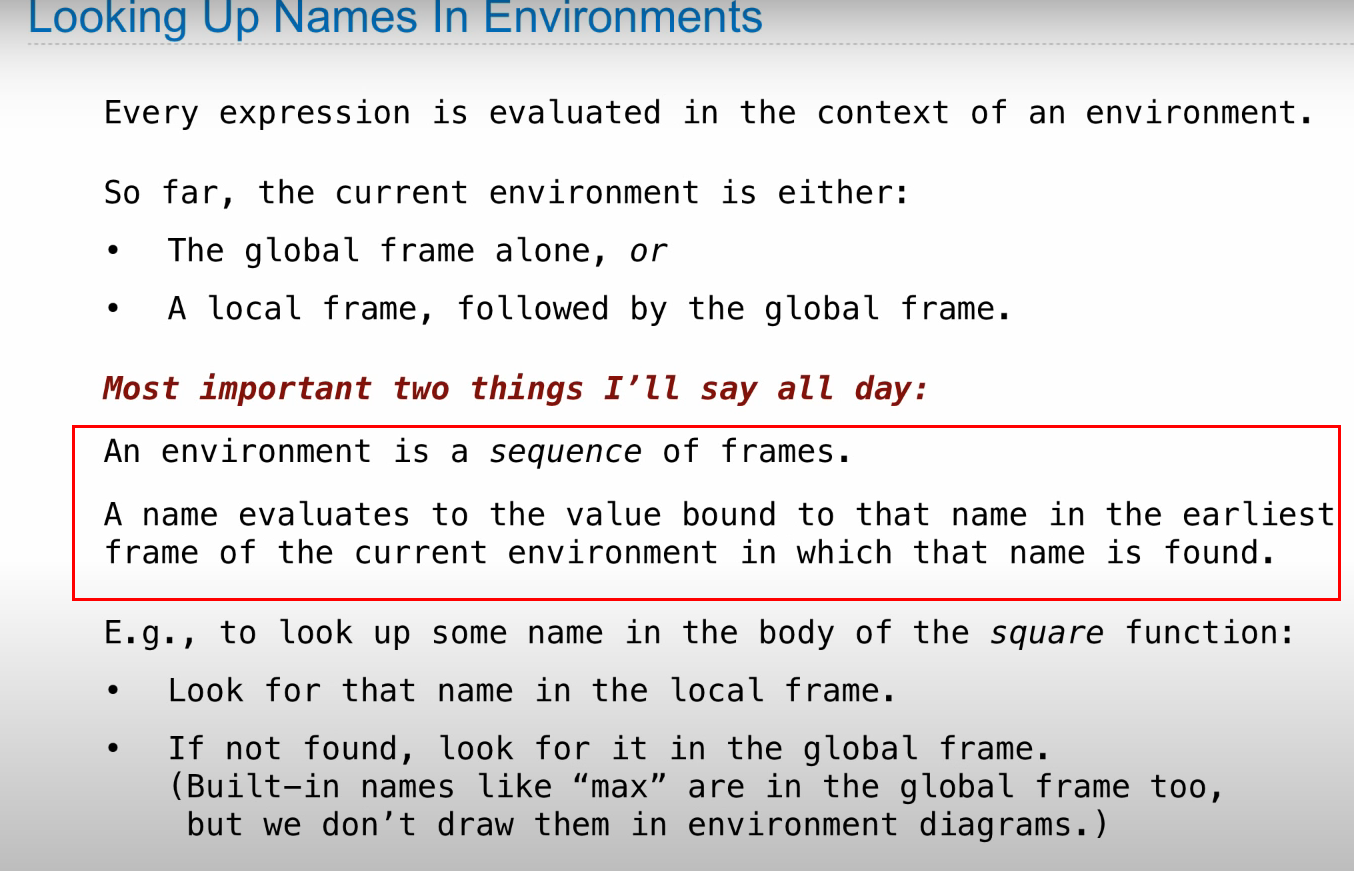 Looking Up Names In Environments
Every expression is evaluated in the context of an environment.
So far, the current environment is either:
• The global frame alone, or
• A local frame, followed by the global frame.
Most important two things I’ll say all day:
An environment is a sequence of frames.
A name evaluates to the value bound to that name in the earliest
frame of the current environment in which that name is found.
E.g., to look up some name in the body of the square function:
• Look for that name in the local frame.
• If not found, look for it in the global frame.
(Built–in names like “max” are in the global frame too,
but we don’t draw them in environment diagrams.)